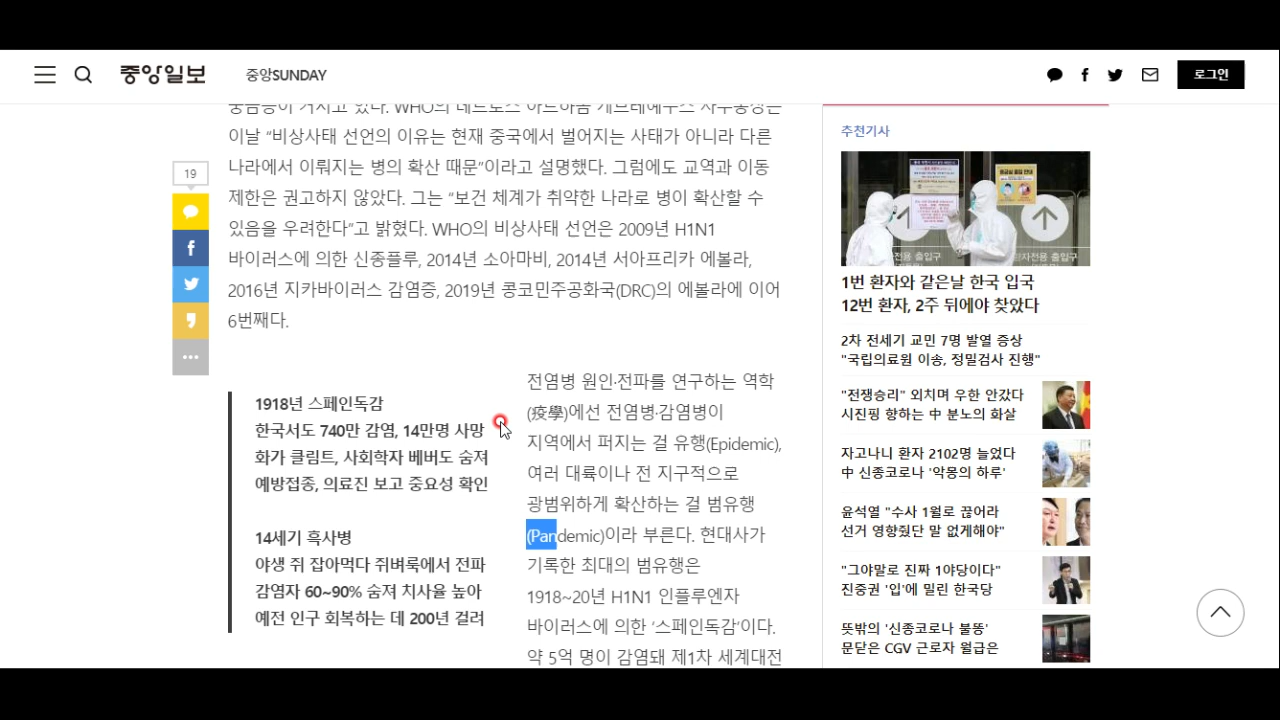 중앙일보
중앙SUNDAY
로그인
이날 “비상사태 선언의 이유는 현재 중국에서 벌어지는 사태가 아니라 다른
나라에서 이뤄지는 병의 확산 때문”이라고 설명했다. 그럼에도 교역과 이동
제한은 권고하지 않았다. 그는 “보건 체계가 취약한 나라로 병이 확산할 수
있음을 우려한다”고 밝혔다. WHO의 비상사태 선언은 2009년 H1N1
바이러스에 의한 신종플루, 2014년 소아마비, 2014년 서아프리카 에볼라,
2016년 지카바이러스 감염증, 2019년 콩코민주공화국(DRC)의 에볼라에 이어
6번째다.
19
1918년 스페인독감
한국서도 740만 감염, 14만명 사망
화가 클림트, 사회학자 베버도 숨져
예방접종, 의료진 보고 중요성 확인
14세기 흑사병
야생 쥐 잡아먹다 쥐벼룩에서 전파
감염자 60~90% 숨져 치사율 높아
예전 인구 회복하는 데 200년 걸려
전염병 원인·전파를 연구하는 역학
(疫學)에선 전염병·감염병이
지역에서 퍼지는 걸 유행(Epidemic),
여러 대륙이나 전 지구적으로
광범위하게 확산하는 걸 범유행
(Pandemic)이라 부른다. 현대사가
기록한 최대의 범유행은
1918~20년 H1N1 인플루엔자
바이러스에 의한 ‘스페인독감’이다.
약 5억 명이 감염돼 제1차 세계대전
추천기사
1번 환자와 같은날 한국 입국
12번 환자, 2주 뒤에야 찾았다
2차 전세기 교민 7명 발열 증상
"국립의료원 이송, 정밀검사 진행"
"전쟁승리" 외치며 우한 안갔다
시진핑 향하는 中 분노의 화살
자고나니 환자 2102명 늘었다
中 신종코로나 '악몽의 하루'
윤석열 "수사 1월로 끊어라
선거 영향줬단 말 없게해야"
"그야말로 진짜 1야당이다"
진중권 '입'에 밀린 한국당
뜻밖의 '신종코로나 불똥'
문닫은 CGV 근로자 월급은